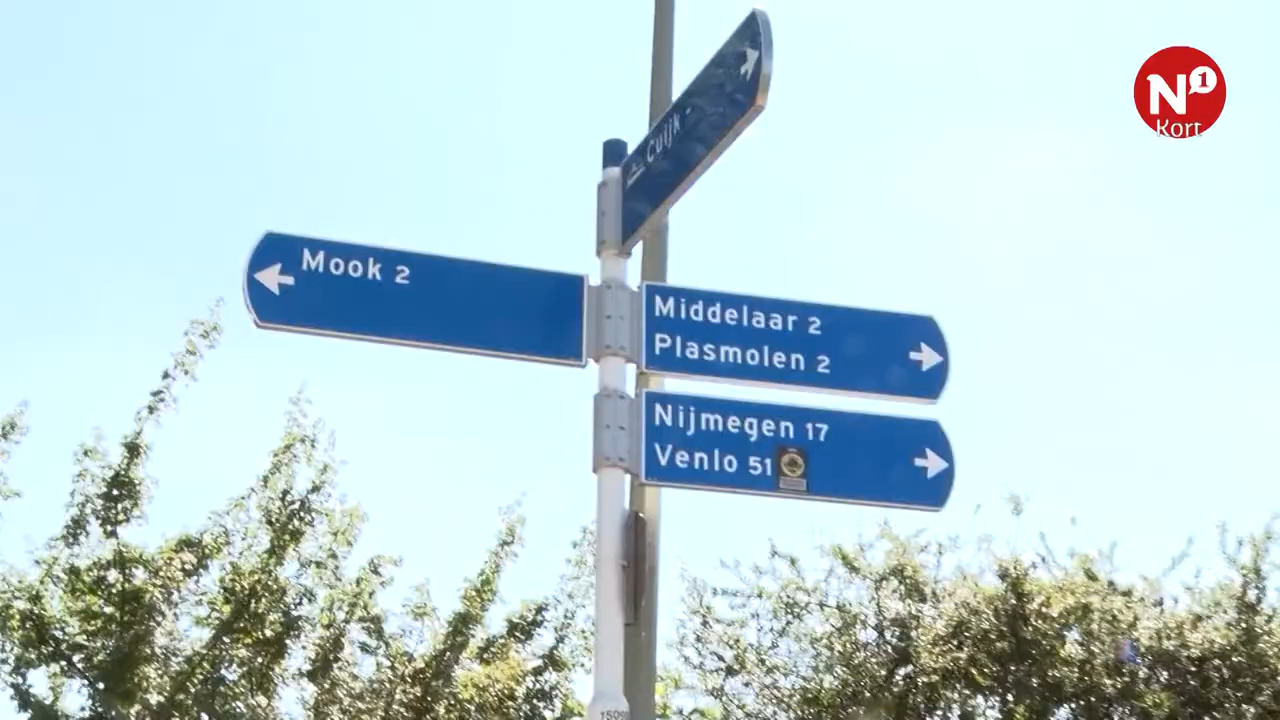 N1
Kort
Cuijk -
Mook 2
Middelaar 2
Plasmolen 2
Nijmegen 17
Venlo 51